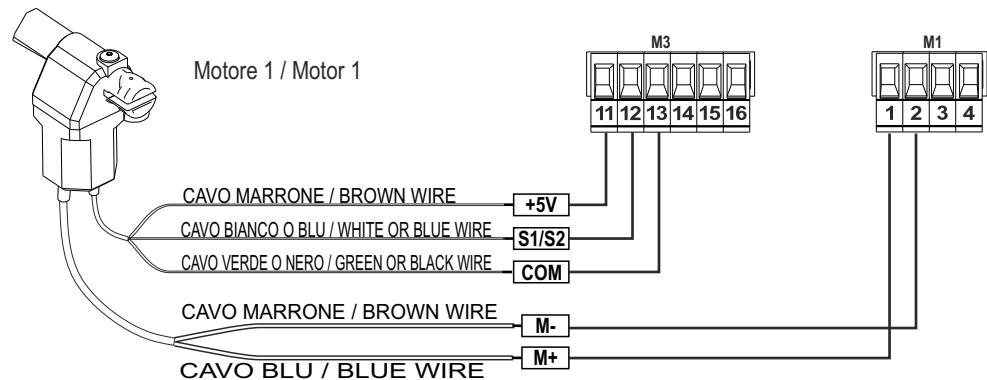 Motore 1 / Motor 1
M3
11 12 13 14 15 16
M1
1 2 3 4
CAVO MARRONE / BROWN WIRE +5V
CAVO BIANCO O BLU / WHITE OR BLUE WIRE S1/S2
CAVO VERDE O NERO / GREEN OR BLACK WIRE COM
CAVO MARRONE / BROWN WIRE M-
CAVO BLU / BLUE WIRE M+